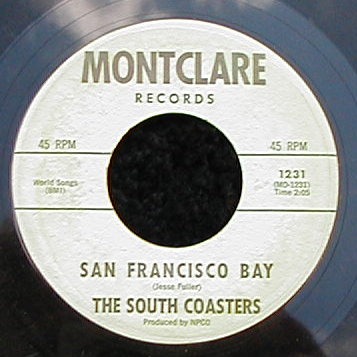 MONTCLARE
RECORDS
45 RPM
45 RPM
World Songs
(BMI)
1231
(MO-1231)
Time 2:05
SAN FRANCISCO BAY
(Jesse Fuller)
THE SOUTH COASTERS
Produced by NPCO